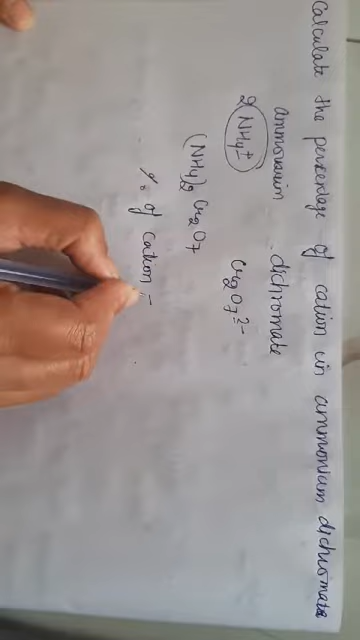 Calculate the percentage of cation in ammonium dichromate
ammonium dichromate
2 NH4+ Cr2O7 2-
(NH4)2 Cr2O7
% of Cation =